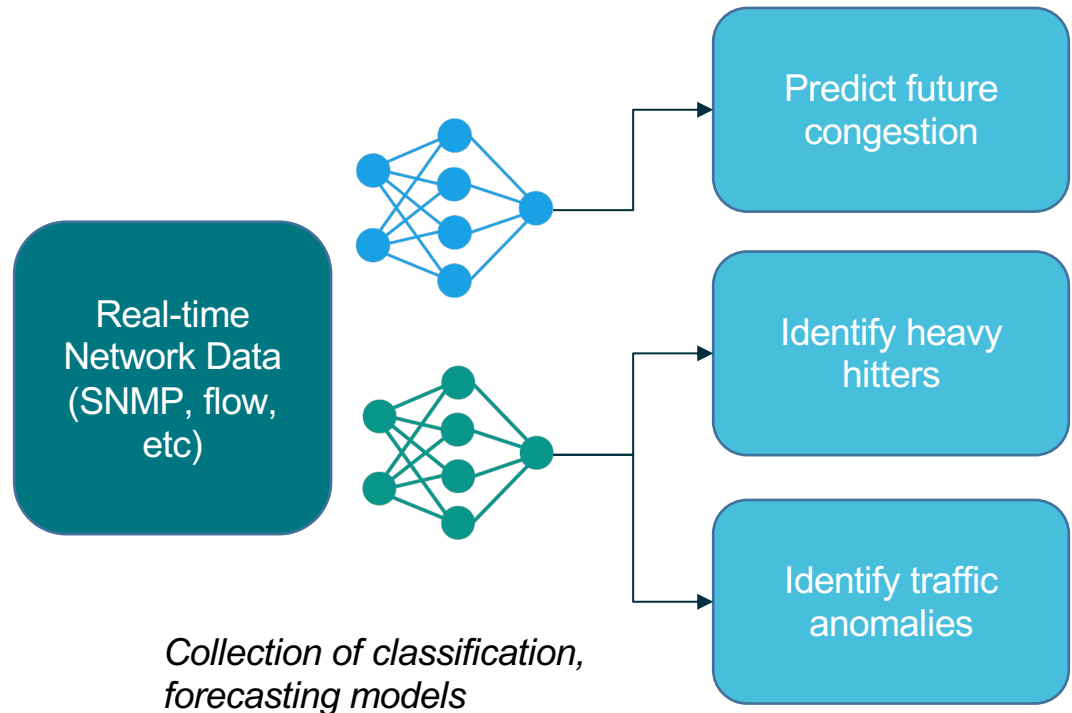 Real-time
Network Data
(SNMP, flow,
etc)
Predict future
congestion
Identify heavy
hitters
Identify traffic
anomalies
Collection of classification,
forecasting models